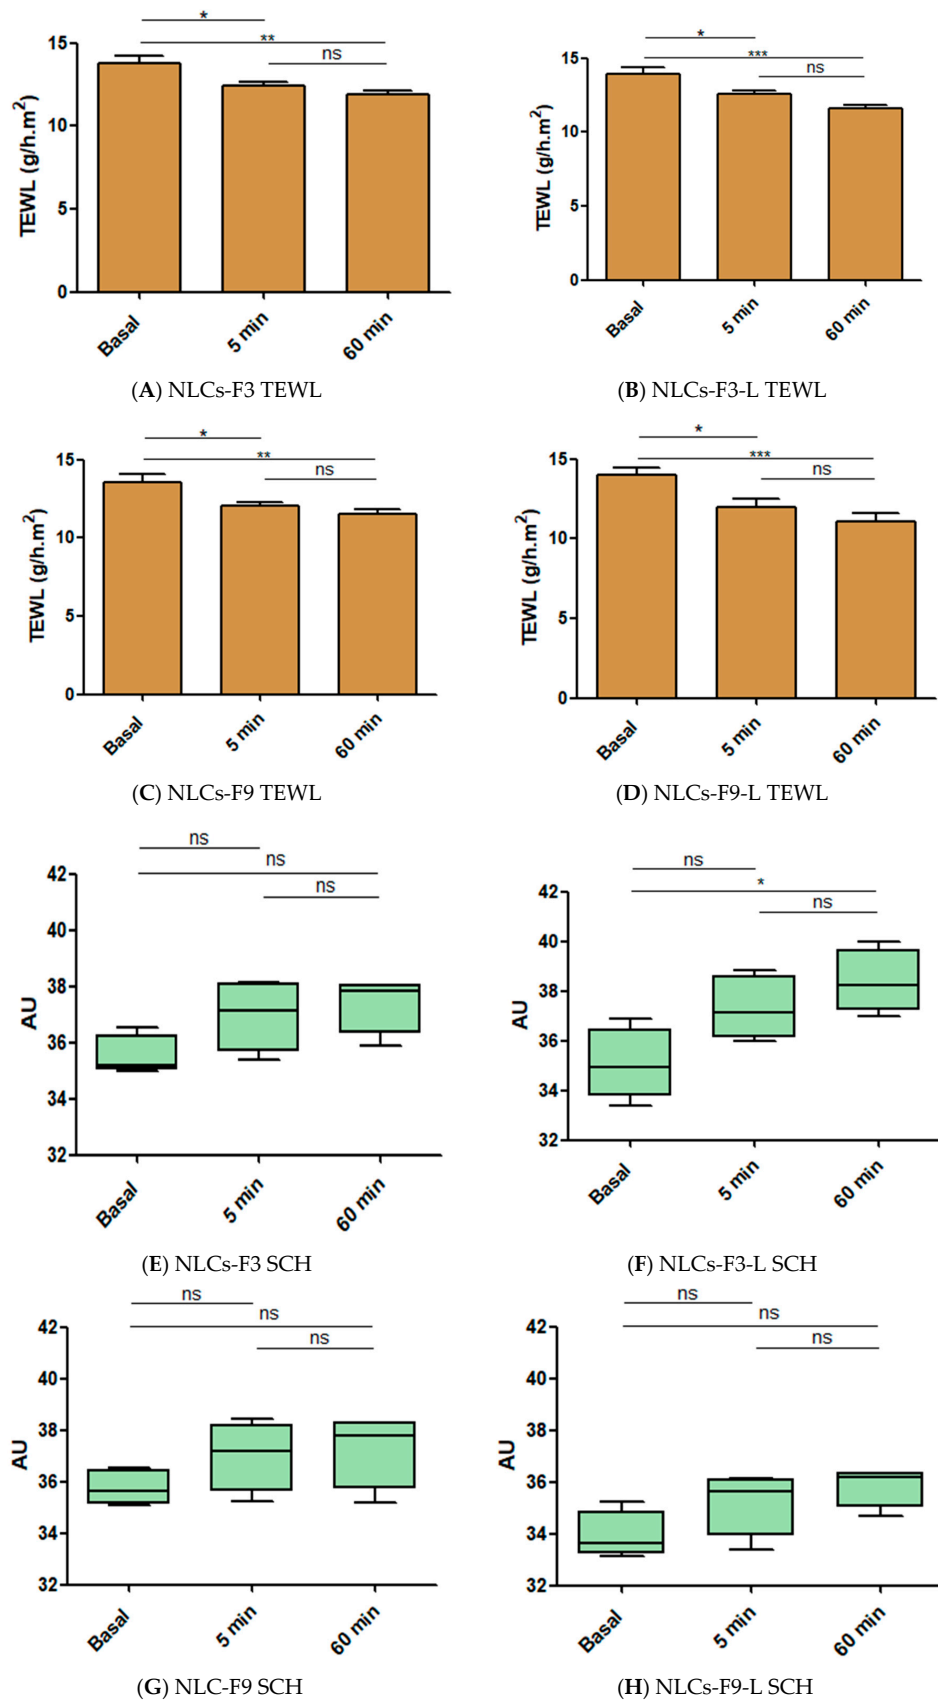 *
**
ns
15
10
5
0
TEWL (g/h.m²)
Basal
5 min
60 min
(A) NLCs-F3 TEWL
*
***
ns
15
10
5
0
TEWL (g/h.m²)
Basal
5 min
60 min
(B) NLCs-F3-L TEWL
*
**
ns
15
10
5
0
TEWL (g/h.m²)
Basal
5 min
60 min
(C) NLCs-F9 TEWL
*
***
ns
15
10
5
0
TEWL (g/h.m²)
Basal
5 min
60 min
(D) NLCs-F9-L TEWL
ns
ns
ns
42
40
38
36
34
32
AU
Basal
5 min
60 min
(E) NLCs-F3 SCH
ns
*
ns
42
40
38
36
34
32
AU
Basal
5 min
60 min
(F) NLCs-F3-L SCH
ns
ns
ns
42
40
38
36
34
32
AU
Basal
5 min
60 min
(G) NLC-F9 SCH
ns
ns
ns
42
40
38
36
34
32
AU
Basal
5 min
60 min
(H) NLCs-F9-L SCH